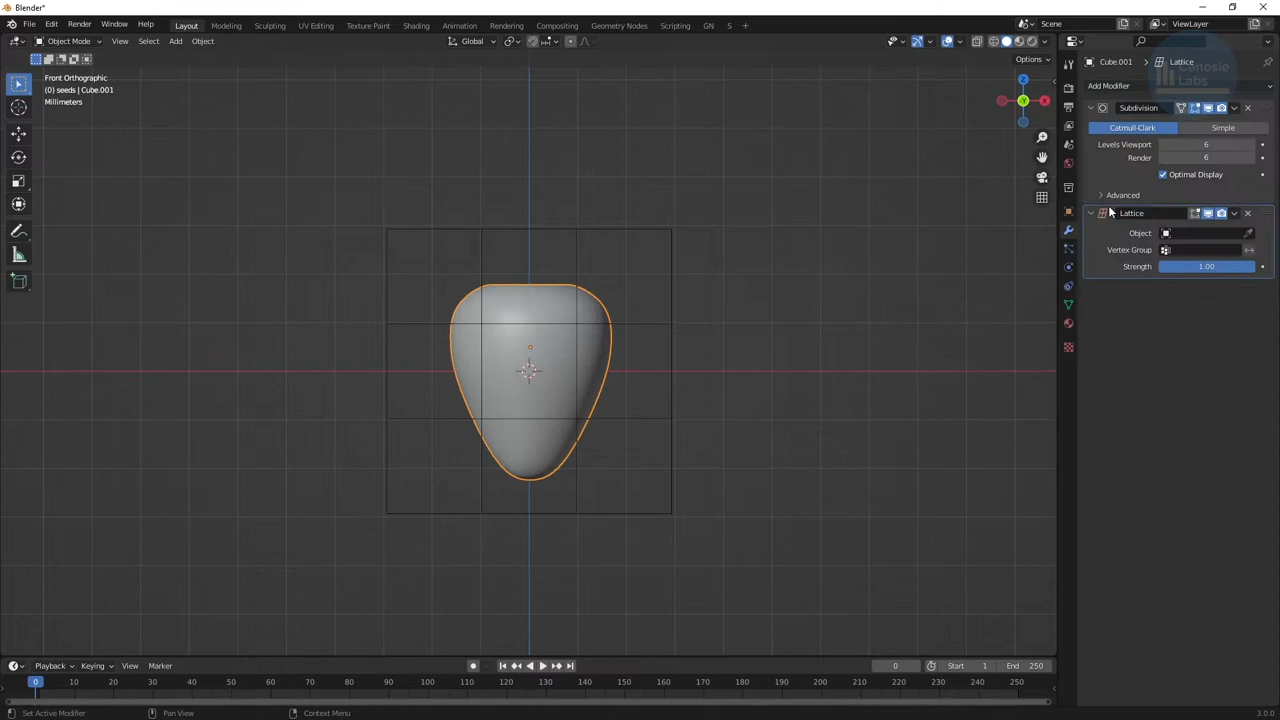 Blender*
File Edit Render Window Help
Layout Modeling Sculpting UV Editing Texture Paint Shading Animation Rendering Compositing Geometry Nodes Scripting GN S +
Scene
ViewLayer
Object Mode View Select Add Object
Global
Options
Front Orthographic
(0) seeds | Cube.001
Millimeters
Z
Y
X
Cube.001 > Lattice
Canosie
Labs
Add Modifier
Subdivision
Catmull-Clark Simple
Levels Viewport 6
Render 6
Optimal Display
Advanced
Lattice
Object
Vertex Group
Strength 1.00
Playback Keying View Marker
0
Start 1
End 250
0 10 20 30 40 50 60 70 80 90 100 110 120 130 140 150 160 170 180 190 200 210 220 230 240 250
Set Active Modifier
Pan View
Context Menu
3.0.0